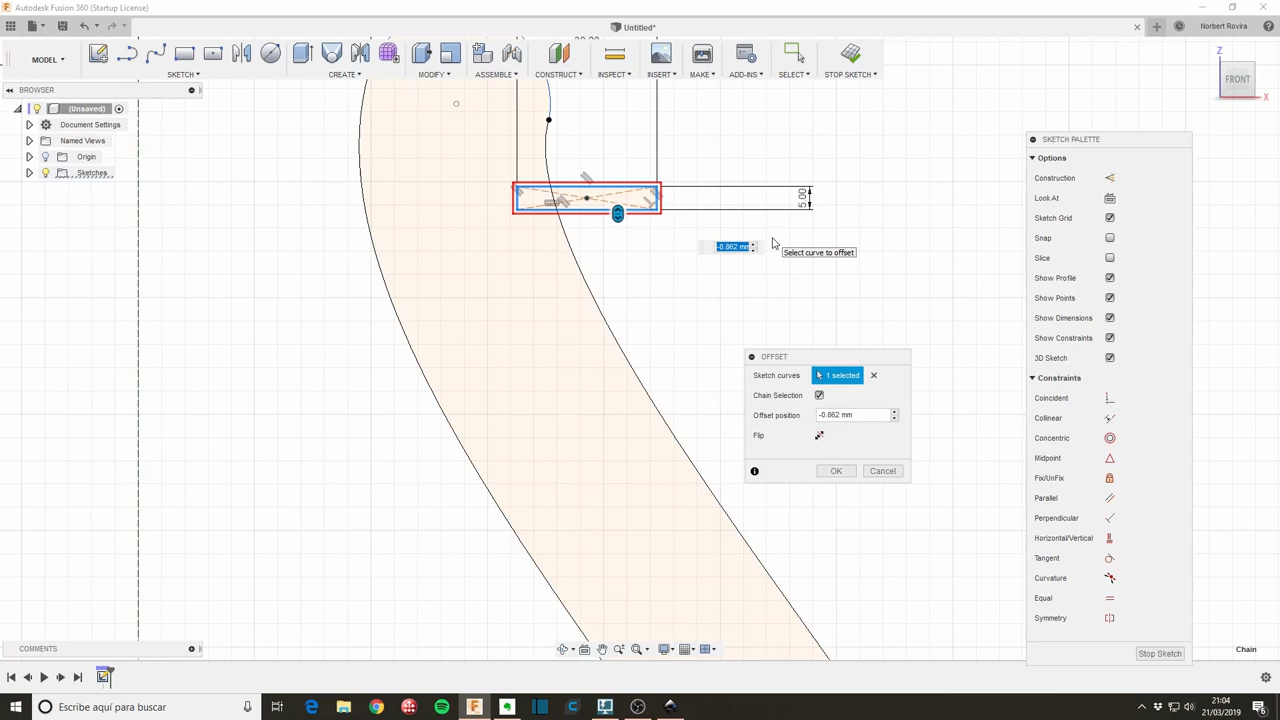 Autodesk Fusion 360 (Startup License)
Untitled*
Norbert Rovira
MODEL
SKETCH
CREATE
MODIFY
ASSEMBLE
CONSTRUCT
INSPECT
INSERT
MAKE
ADD-INS
SELECT
STOP SKETCH
Z
FRONT
X
BROWSER
(Unsaved)
Document Settings
Named Views
Origin
Sketches
5.00
-0.862 mm
Select curve to offset
OFFSET
Sketch curves
1 selected
Chain Selection
Offset position
-0.862 mm
Flip
OK
Cancel
SKETCH PALETTE
Options
Construction
Look At
Sketch Grid
Snap
Slice
Show Profile
Show Points
Show Dimensions
Show Constraints
3D Sketch
Constraints
Coincident
Collinear
Concentric
Midpoint
Fix/UnFix
Parallel
Perpendicular
Horizontal/Vertical
Tangent
Curvature
Equal
Symmetry
Stop Sketch
COMMENTS
Chain
Escribe aquí para buscar
21:04
21/03/2019